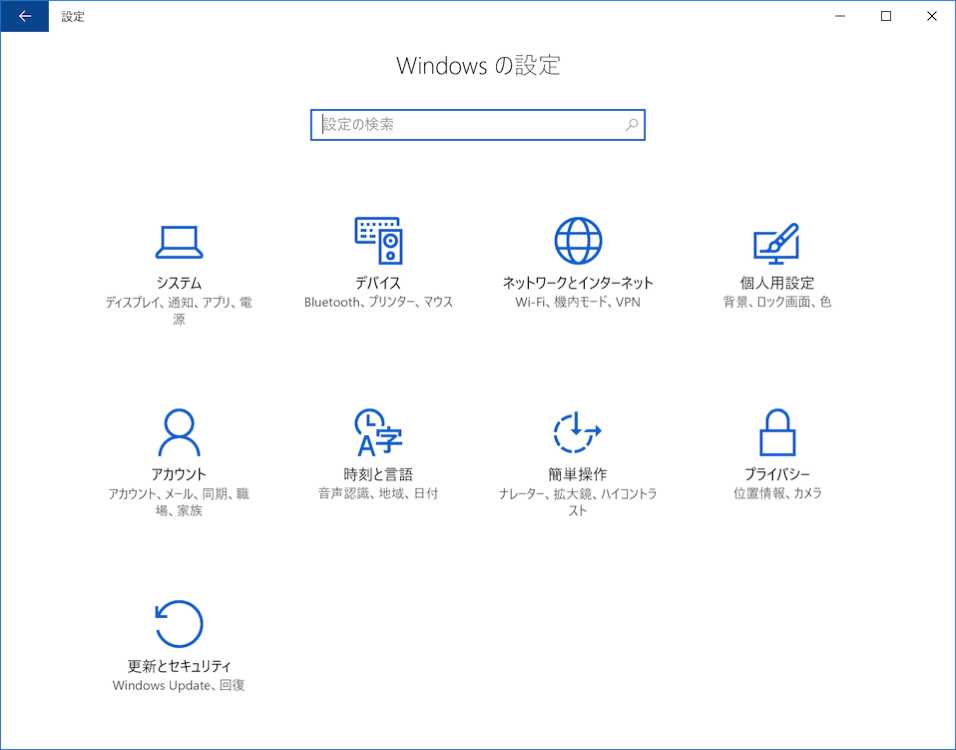 設定
Windows の設定
設定の検索
システム
ディスプレイ、通知、アプリ、電
源
デバイス
Bluetooth、プリンター、マウス
ネットワークとインターネット
Wi-Fi、機内モード、VPN
個人用設定
背景、ロック画面、色
アカウント
アカウント、メール、同期、職
場、家族
時刻と言語
音声認識、地域、日付
簡単操作
ナレーター、拡大鏡、ハイコントラ
スト
プライバシー
位置情報、カメラ
更新とセキュリティ
Windows Update、回復